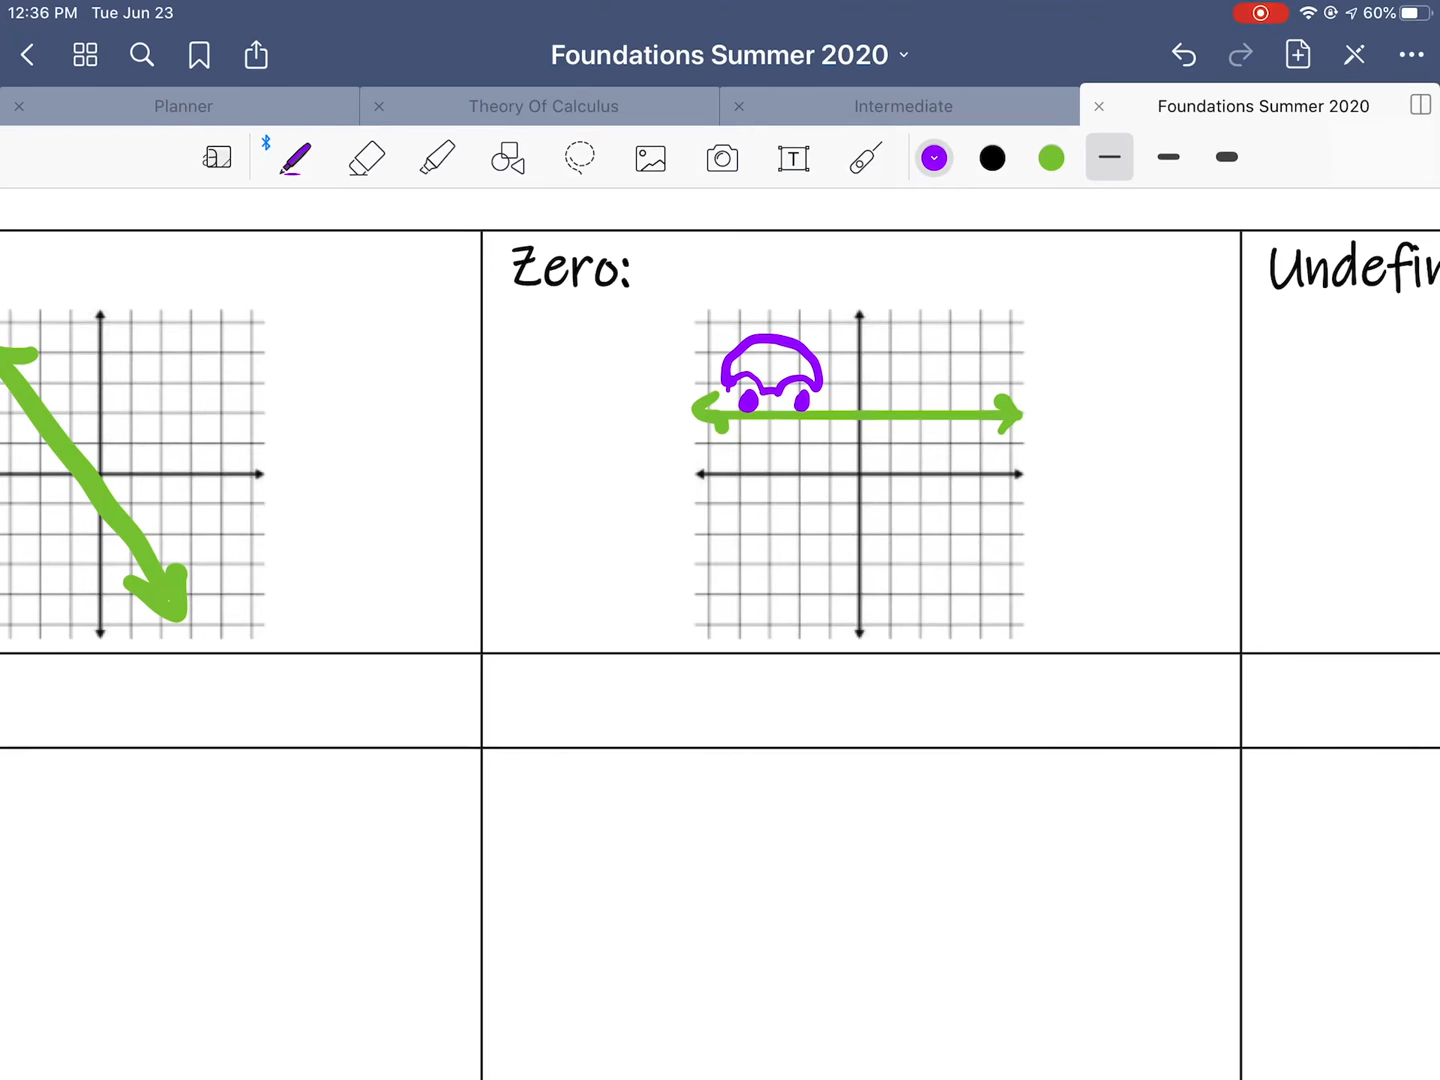 12:36 PM Tue Jun 23
60%
Foundations Summer 2020
Planner
Theory Of Calculus
Intermediate
Foundations Summer 2020
T
Zero:
Undefin